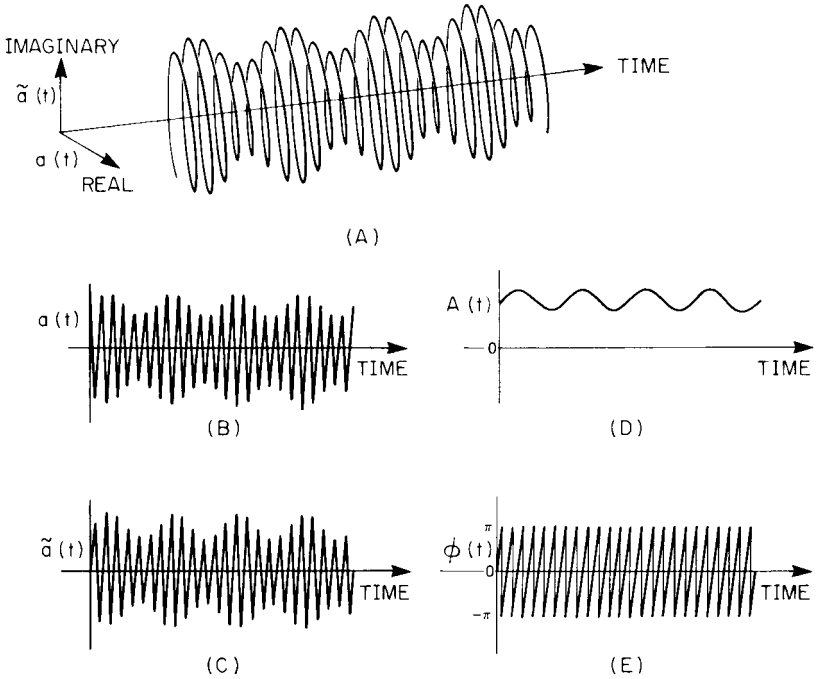 IMAGINARY
ã (t)
a (t)
REAL
TIME
(A)
a(t)
TIME
(B)
A (t)
0
TIME
(D)
ã (t)
TIME
(C)
π
ϕ (t)
0
-π
TIME
(E)